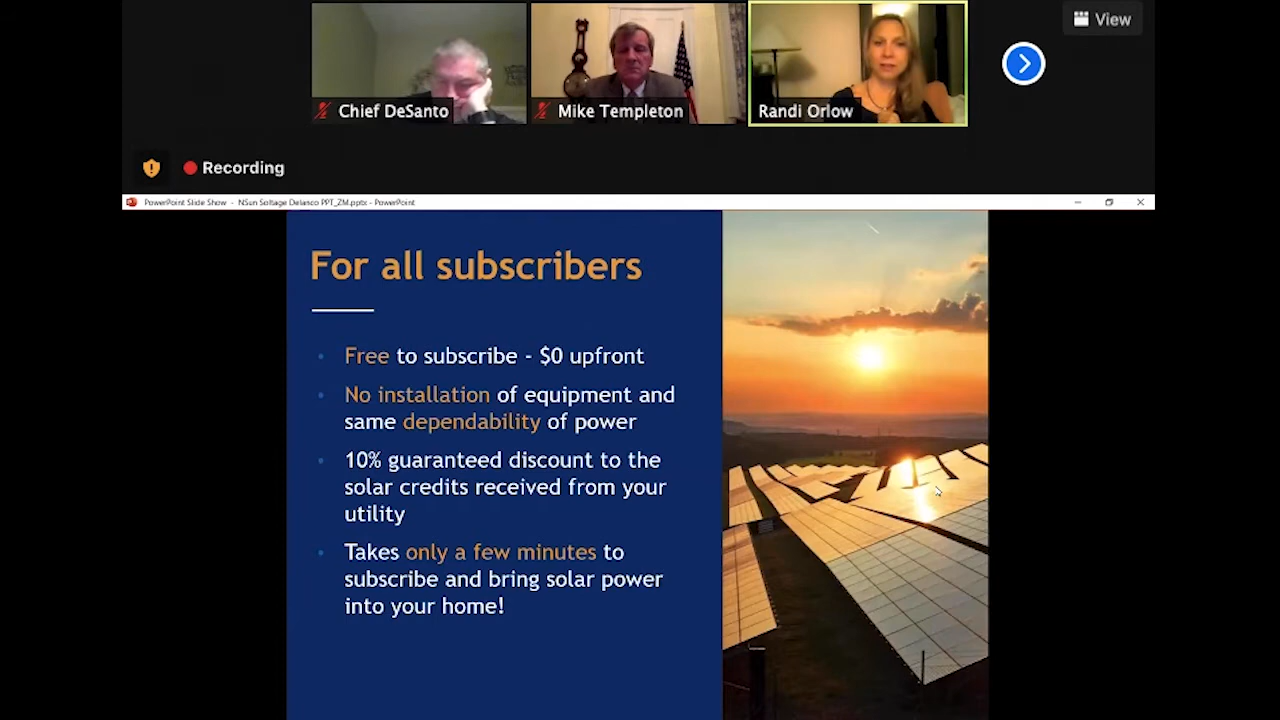 View
Chief DeSanto
Mike Templeton
Randi Orlow
Recording
PowerPoint Slide Show - NSun Soltage Delanco PPT_ZM.pptx - PowerPoint
For all subscribers
Free to subscribe - $0 upfront
No installation of equipment and
same dependability of power
10% guaranteed discount to the
solar credits received from your
utility
Takes only a few minutes to
subscribe and bring solar power
into your home!